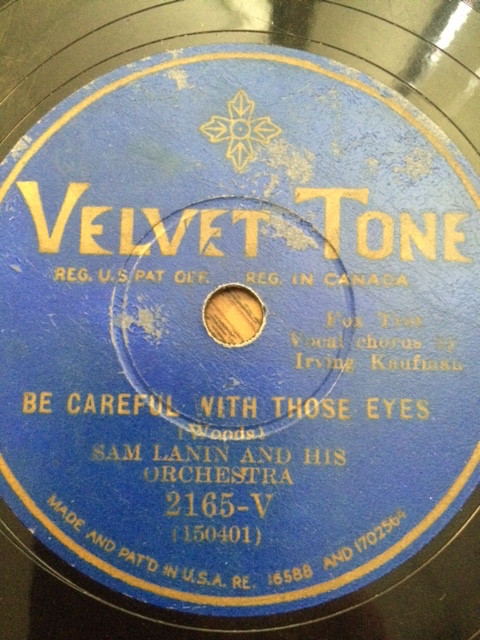 VELVET TONE
REG. U.S. PAT OFF. REG. IN CANADA
Fox Trot
Vocal chorus by
Irving Kaufman
BE CAREFUL WITH THOSE EYES.
(Woods)
SAM LANIN AND HIS
ORCHESTRA
2165-V
(150401)
MADE AND PAT'D IN U.S.A. RE. 16588 AND 1702564